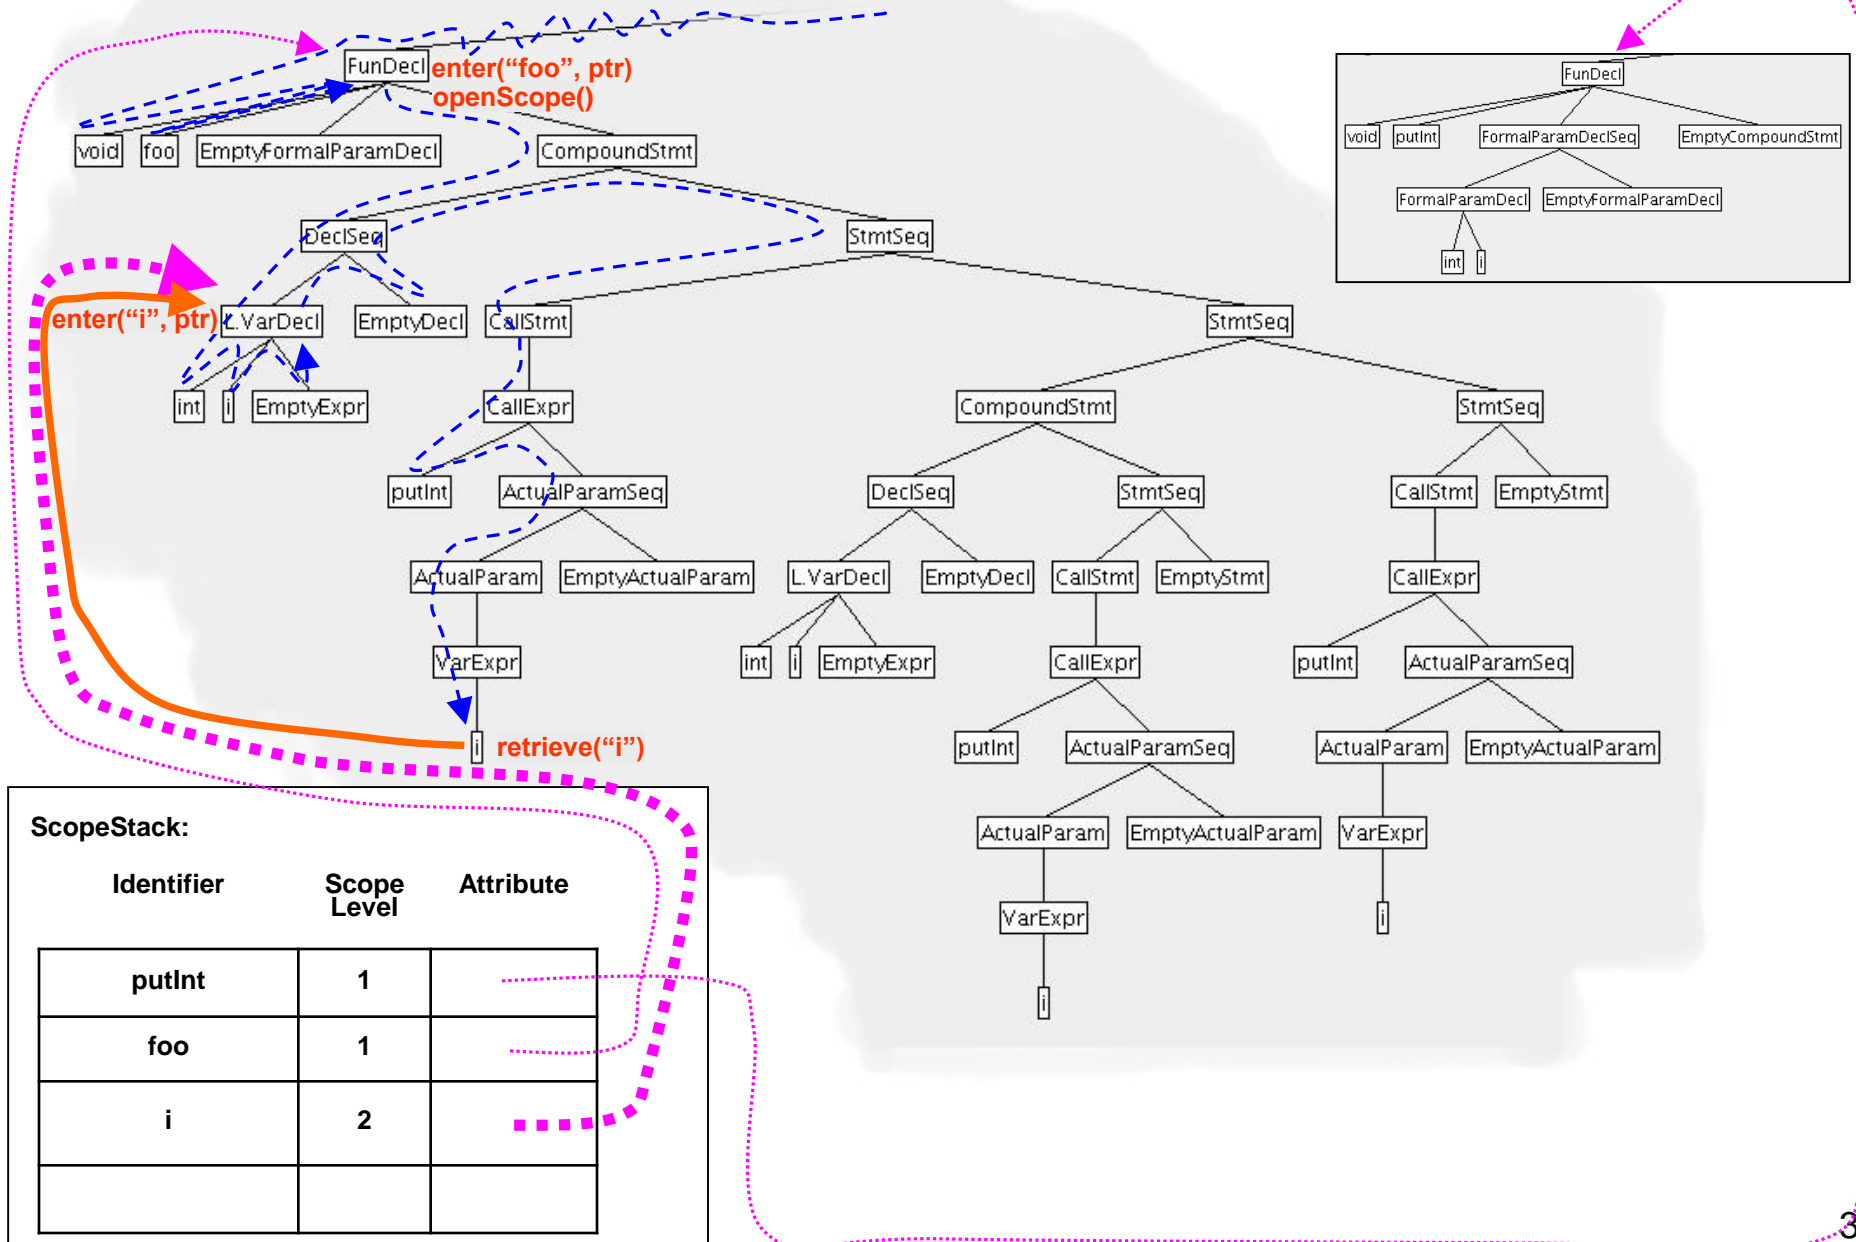 FunDecl
enter(“foo”, ptr)
openScope()
void foo EmptyFormalParamDecl CompoundStmt
DeclSeq StmtSeq
enter(“i”, ptr)
L.VarDecl EmptyDecl CallStmt StmtSeq
int i EmptyExpr CallExpr CompoundStmt StmtSeq
putInt ActualParamSeq DeclSeq StmtSeq CallStmt EmptyStmt
ActualParam EmptyActualParam L.VarDecl EmptyDecl CallStmt EmptyStmt CallExpr
VarExpr int i EmptyExpr CallExpr putInt ActualParamSeq
i retrieve(“i”) putInt ActualParamSeq ActualParam EmptyActualParam
ActualParam EmptyActualParam VarExpr
VarExpr i
i
FunDecl
void putInt FormalParamDeclSeq EmptyCompoundStmt
FormalParamDecl EmptyFormalParamDecl
int i
ScopeStack:
Identifier Scope Attribute
Level
putInt 1
foo 1
i 2
3